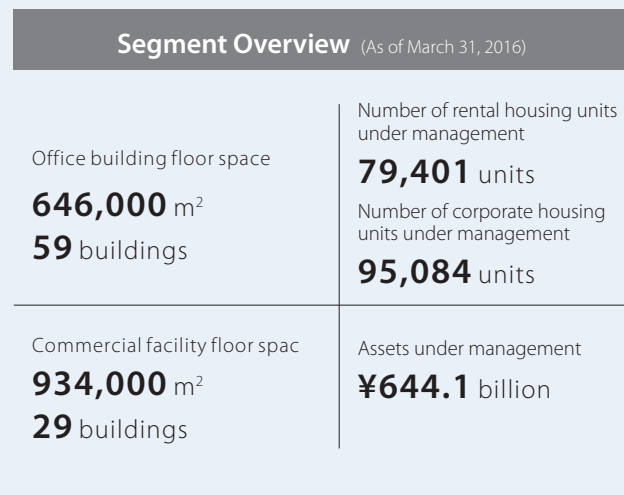 Segment Overview (As of March 31, 2016)
Office building floor space
646,000 m²
59 buildings
Number of rental housing units
under management
79,401 units
Number of corporate housing
units under management
95,084 units
Commercial facility floor spac
934,000 m²
29 buildings
Assets under management
¥644.1 billion